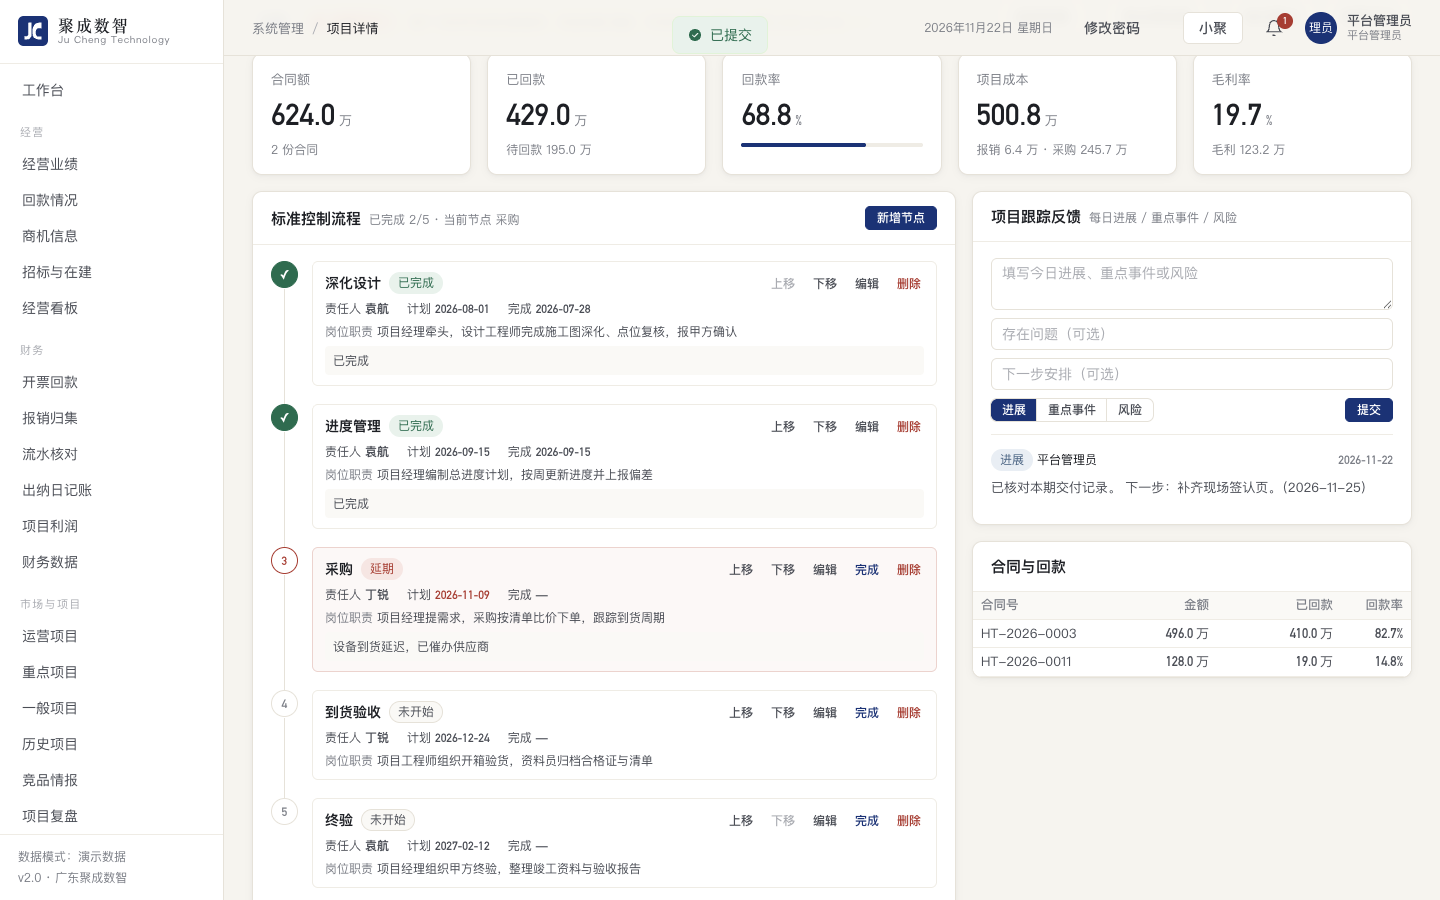 JC 聚成数智
Ju Cheng Technology
工作台
经营
经营业绩
回款情况
商机信息
招标与在建
经营看板
财务
开票回款
报销归集
流水核对
出纳日记账
项目利润
财务数据
市场与项目
运营项目
重点项目
一般项目
历史项目
竞品情报
项目复盘
数据模式：演示数据
v2.0 · 广东聚成数智
系统管理 / 项目详情
已提交
2026年11月22日 星期日
修改密码
小聚
1
理员
平台管理员
平台管理员
合同额
624.0 万
2 份合同
已回款
429.0 万
待回款 195.0 万
回款率
68.8 %
项目成本
500.8 万
报销 6.4 万 · 采购 245.7 万
毛利率
19.7 %
毛利 123.2 万
标准控制流程 已完成 2/5 · 当前节点 采购
新增节点
✓
深化设计 已完成 上移 下移 编辑 删除
责任人 袁航 计划 2026-08-01 完成 2026-07-28
岗位职责 项目经理牵头，设计工程师完成施工图深化、点位复核，报甲方确认
已完成
✓
进度管理 已完成 上移 下移 编辑 删除
责任人 袁航 计划 2026-09-15 完成 2026-09-15
岗位职责 项目经理编制总进度计划，按周更新进度并上报偏差
已完成
3
采购 延期 上移 下移 编辑 完成 删除
责任人 丁锐 计划 2026-11-09 完成 —
岗位职责 项目经理提需求，采购按清单比价下单，跟踪到货周期
设备到货延迟，已催办供应商
4
到货验收 未开始 上移 下移 编辑 完成 删除
责任人 丁锐 计划 2026-12-24 完成 —
岗位职责 项目工程师组织开箱验货，资料员归档合格证与清单
5
终验 未开始 上移 下移 编辑 完成 删除
责任人 袁航 计划 2027-02-12 完成 —
岗位职责 项目经理组织甲方终验，整理竣工资料与验收报告
项目跟踪反馈 每日进展 / 重点事件 / 风险
填写今日进展、重点事件或风险
存在问题（可选）
下一步安排（可选）
进展 重点事件 风险 提交
进展 平台管理员 2026-11-22
已核对本期交付记录。 下一步：补齐现场签认页。(2026-11-25)
合同与回款
合同号 金额 已回款 回款率
HT-2026-0003 496.0 万 410.0 万 82.7%
HT-2026-0011 128.0 万 19.0 万 14.8%